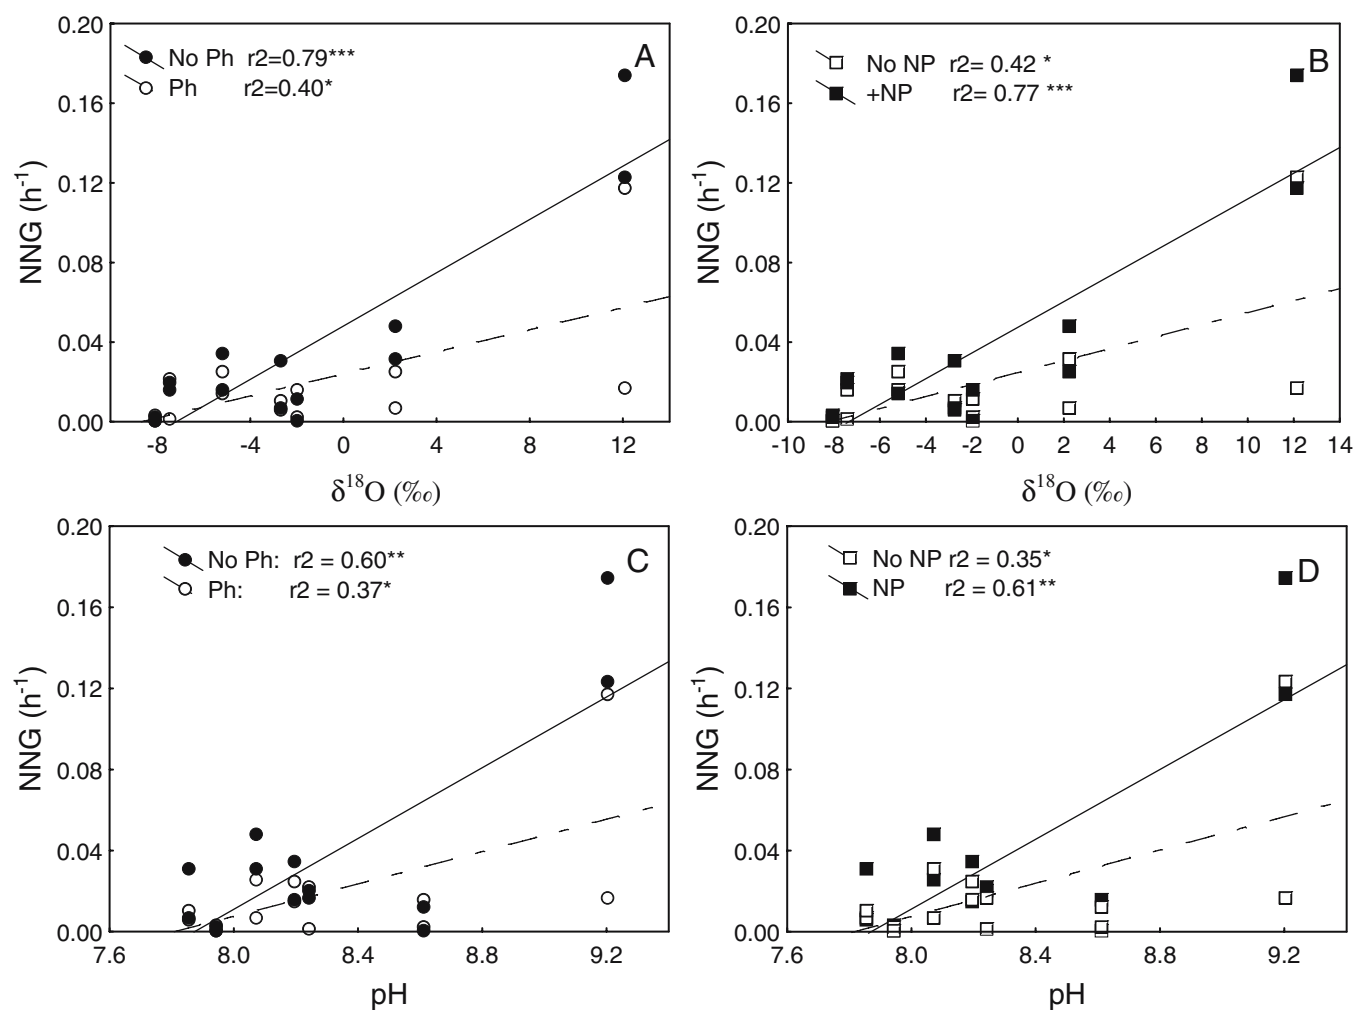 A
No Ph r2=0.79***
Ph r2=0.40*
NNG (h-1)
0.20
0.16
0.12
0.08
0.04
0.00
-8 -4 0 4 8 12
δ18O (‰)
B
No NP r2= 0.42 *
+NP r2= 0.77 ***
NNG (h-1)
0.20
0.16
0.12
0.08
0.04
0.00
-10 -8 -6 -4 -2 0 2 4 6 8 10 12 14
δ18O (‰)
C
No Ph: r2 = 0.60**
Ph: r2 = 0.37*
NNG (h-1)
0.20
0.16
0.12
0.08
0.04
0.00
7.6 8.0 8.4 8.8 9.2
pH
D
No NP r2 = 0.35*
NP r2 = 0.61**
NNG (h-1)
0.20
0.16
0.12
0.08
0.04
0.00
7.6 8.0 8.4 8.8 9.2
pH